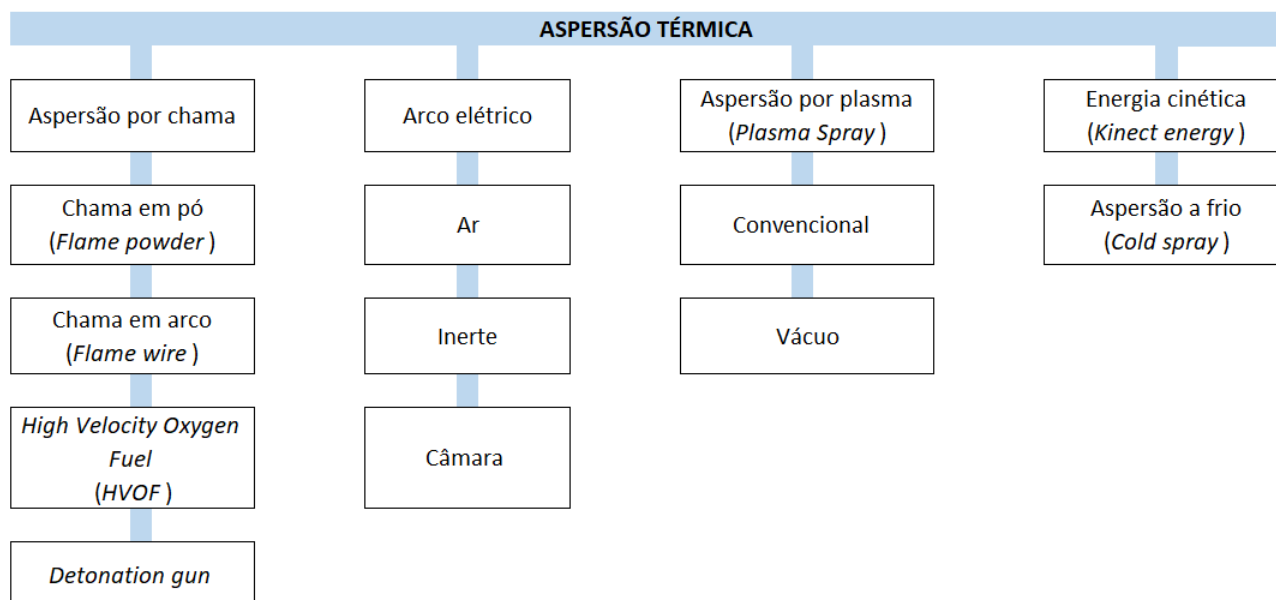 ASPERSÃO TÉRMICA
Aspersão por chama
Chama em pó
(Flame powder )
Chama em arco
(Flame wire )
High Velocity Oxygen
Fuel
(HVOF )
Detonation gun
Arco elétrico
Ar
Inerte
Câmara
Aspersão por plasma
(Plasma Spray )
Convencional
Vácuo
Energia cinética
(Kinect energy )
Aspersão a frio
(Cold spray )